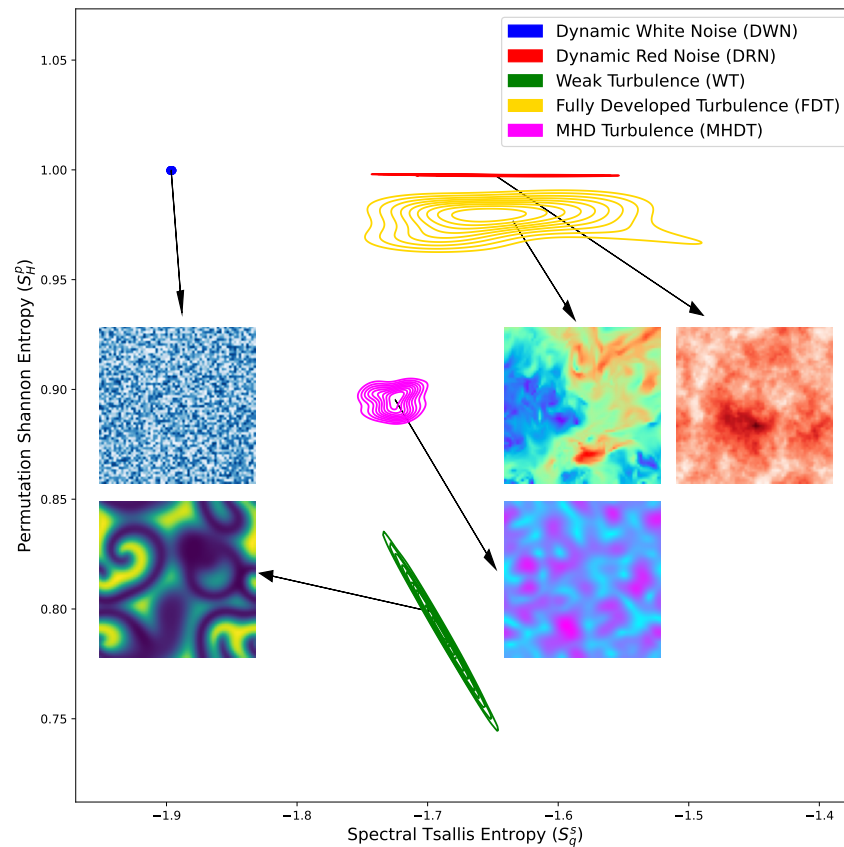 Dynamic White Noise (DWN)
Dynamic Red Noise (DRN)
Weak Turbulence (WT)
Fully Developed Turbulence (FDT)
MHD Turbulence (MHDT)
Permutation Shannon Entropy (S_H^p)
1.05
1.00
0.95
0.90
0.85
0.80
0.75
−1.9
−1.8
−1.7
−1.6
−1.5
−1.4
Spectral Tsallis Entropy (S_q^s)